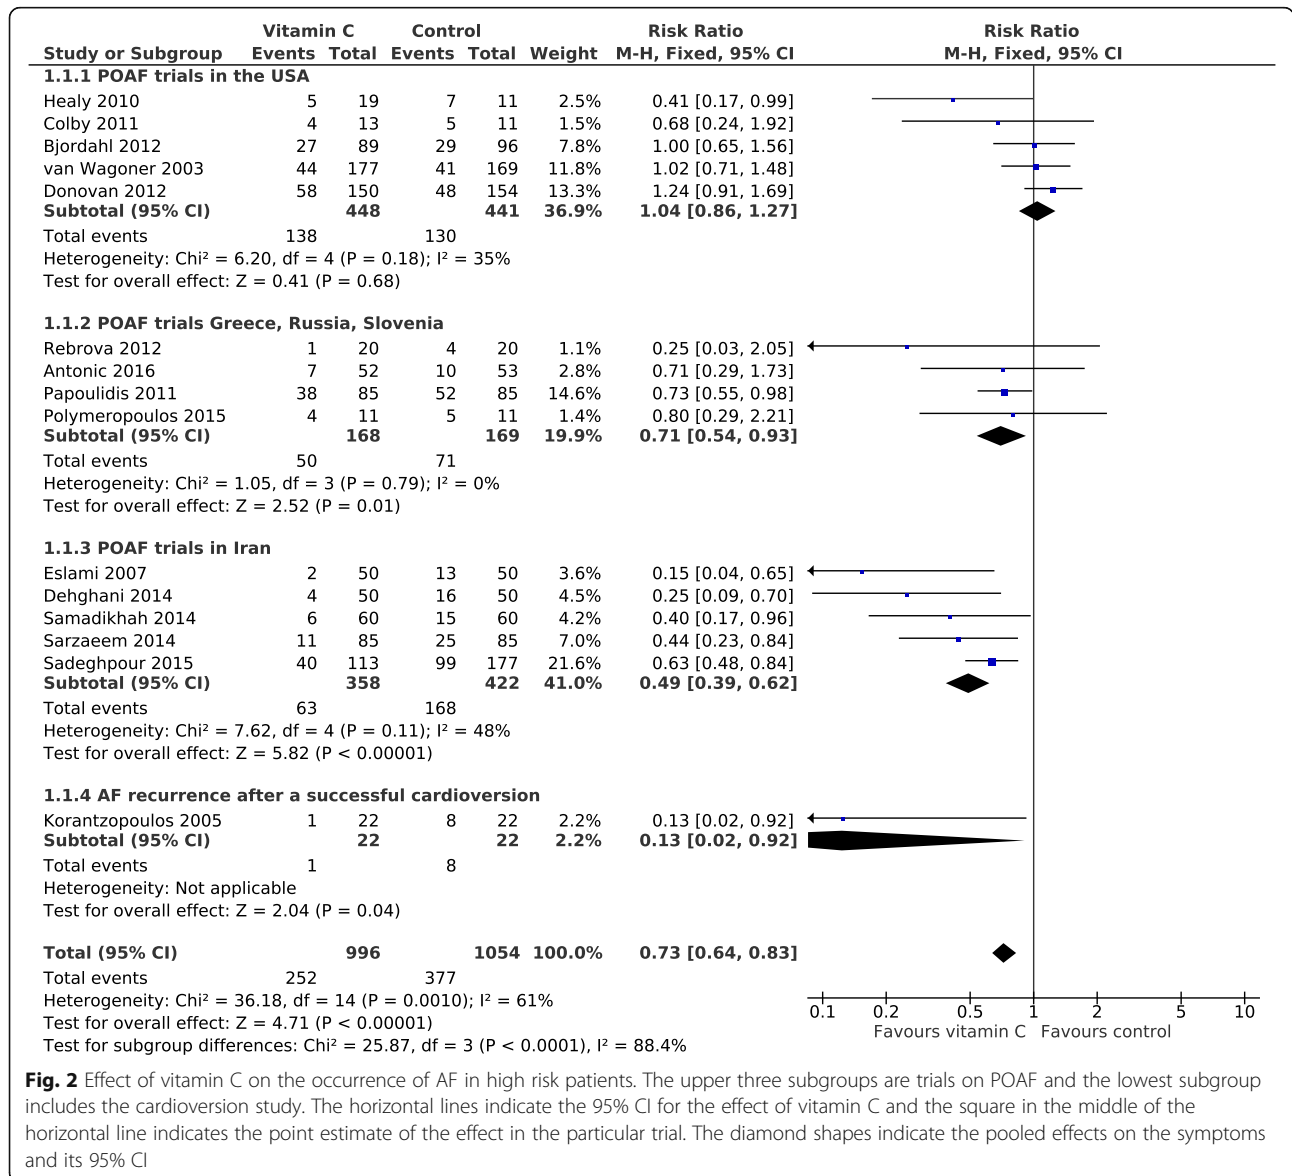 Vitamin C Control Risk Ratio Risk Ratio
Study or Subgroup Events Total Events Total Weight M-H, Fixed, 95% CI M-H, Fixed, 95% CI
1.1.1 POAF trials in the USA
Healy 2010 5 19 7 11 2.5% 0.41 [0.17, 0.99]
Colby 2011 4 13 5 11 1.5% 0.68 [0.24, 1.92]
Bjordahl 2012 27 89 29 96 7.8% 1.00 [0.65, 1.56]
van Wagoner 2003 44 177 41 169 11.8% 1.02 [0.71, 1.48]
Donovan 2012 58 150 48 154 13.3% 1.24 [0.91, 1.69]
Subtotal (95% CI) 448 441 36.9% 1.04 [0.86, 1.27]
Total events 138 130
Heterogeneity: Chi² = 6.20, df = 4 (P = 0.18); I² = 35%
Test for overall effect: Z = 0.41 (P = 0.68)
1.1.2 POAF trials Greece, Russia, Slovenia
Rebrova 2012 1 20 4 20 1.1% 0.25 [0.03, 2.05]
Antonic 2016 7 52 10 53 2.8% 0.71 [0.29, 1.73]
Papoulidis 2011 38 85 52 85 14.6% 0.73 [0.55, 0.98]
Polymeropoulos 2015 4 11 5 11 1.4% 0.80 [0.29, 2.21]
Subtotal (95% CI) 168 169 19.9% 0.71 [0.54, 0.93]
Total events 50 71
Heterogeneity: Chi² = 1.05, df = 3 (P = 0.79); I² = 0%
Test for overall effect: Z = 2.52 (P = 0.01)
1.1.3 POAF trials in Iran
Eslami 2007 2 50 13 50 3.6% 0.15 [0.04, 0.65]
Dehghani 2014 4 50 16 50 4.5% 0.25 [0.09, 0.70]
Samadikhah 2014 6 60 15 60 4.2% 0.40 [0.17, 0.96]
Sarzaeem 2014 11 85 25 85 7.0% 0.44 [0.23, 0.84]
Sadeghpour 2015 40 113 99 177 21.6% 0.63 [0.48, 0.84]
Subtotal (95% CI) 358 422 41.0% 0.49 [0.39, 0.62]
Total events 63 168
Heterogeneity: Chi² = 7.62, df = 4 (P = 0.11); I² = 48%
Test for overall effect: Z = 5.82 (P < 0.00001)
1.1.4 AF recurrence after a successful cardioversion
Korantzopoulos 2005 1 22 8 22 2.2% 0.13 [0.02, 0.92]
Subtotal (95% CI) 22 22 2.2% 0.13 [0.02, 0.92]
Total events 1 8
Heterogeneity: Not applicable
Test for overall effect: Z = 2.04 (P = 0.04)
Total (95% CI) 996 1054 100.0% 0.73 [0.64, 0.83]
Total events 252 377
Heterogeneity: Chi² = 36.18, df = 14 (P = 0.0010); I² = 61%
Test for overall effect: Z = 4.71 (P < 0.00001)
Test for subgroup differences: Chi² = 25.87, df = 3 (P < 0.0001), I² = 88.4%
0.1 0.2 0.5 1 2 5 10
Favours vitamin C Favours control
Fig. 2 Effect of vitamin C on the occurrence of AF in high risk patients. The upper three subgroups are trials on POAF and the lowest subgroup
includes the cardioversion study. The horizontal lines indicate the 95% CI for the effect of vitamin C and the square in the middle of the
horizontal line indicates the point estimate of the effect in the particular trial. The diamond shapes indicate the pooled effects on the symptoms
and its 95% CI